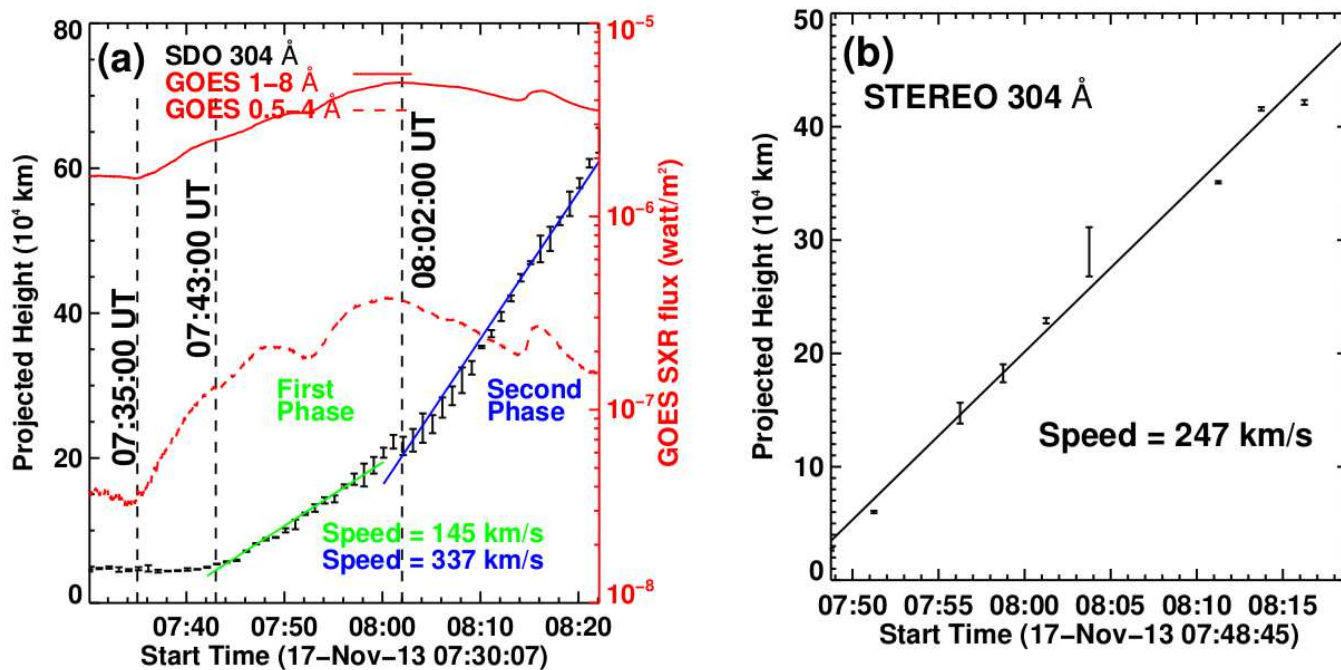 (a)
SDO 304 Å
GOES 1−8 Å
GOES 0.5−4 Å
80
60
40
20
0
Projected Height (10⁴ km)
07:35:00 UT
07:43:00 UT
08:02:00 UT
First
Phase
Second
Phase
Speed = 145 km/s
Speed = 337 km/s
10⁻⁵
10⁻⁶
10⁻⁷
10⁻⁸
GOES SXR flux (watt/m²)
07:40 07:50 08:00 08:10 08:20
Start Time (17−Nov−13 07:30:07)
(b)
STEREO 304 Å
50
40
30
20
10
0
Projected Height (10⁴ km)
Speed = 247 km/s
07:50 07:55 08:00 08:05 08:10 08:15
Start Time (17−Nov−13 07:48:45)